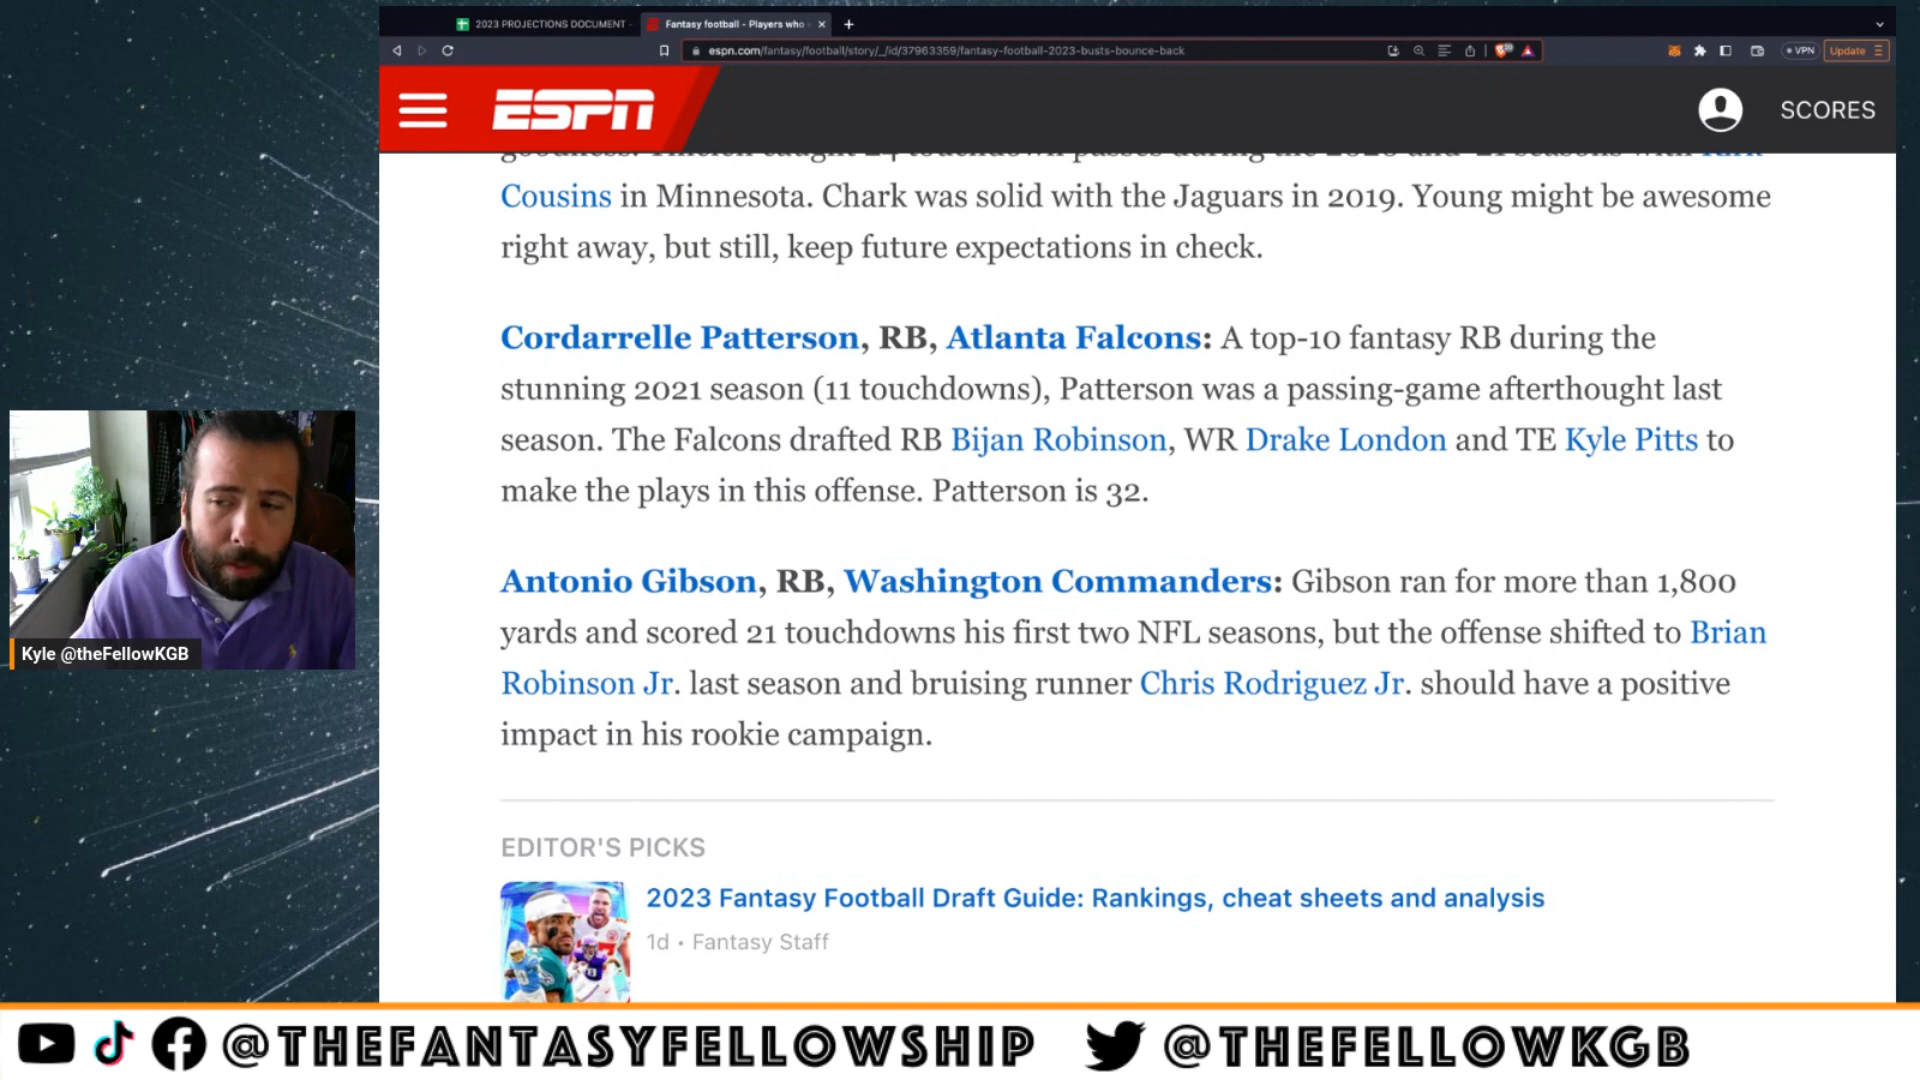 2023 PROJECTIONS DOCUMENT
Fantasy football - Players who
espn.com/fantasy/football/story/_/id/37963359/fantasy-football-2023-busts-bounce-back
VPN
Update
ESPN
SCORES
Cousins in Minnesota. Chark was solid with the Jaguars in 2019. Young might be awesome
right away, but still, keep future expectations in check.
Cordarrelle Patterson, RB, Atlanta Falcons: A top-10 fantasy RB during the
stunning 2021 season (11 touchdowns), Patterson was a passing-game afterthought last
season. The Falcons drafted RB Bijan Robinson, WR Drake London and TE Kyle Pitts to
make the plays in this offense. Patterson is 32.
Antonio Gibson, RB, Washington Commanders: Gibson ran for more than 1,800
yards and scored 21 touchdowns his first two NFL seasons, but the offense shifted to Brian
Robinson Jr. last season and bruising runner Chris Rodriguez Jr. should have a positive
impact in his rookie campaign.
EDITOR'S PICKS
2023 Fantasy Football Draft Guide: Rankings, cheat sheets and analysis
1d • Fantasy Staff
Kyle @theFellowKGB
@THEFANTASYFELLOWSHIP @THEFELLOWKGB